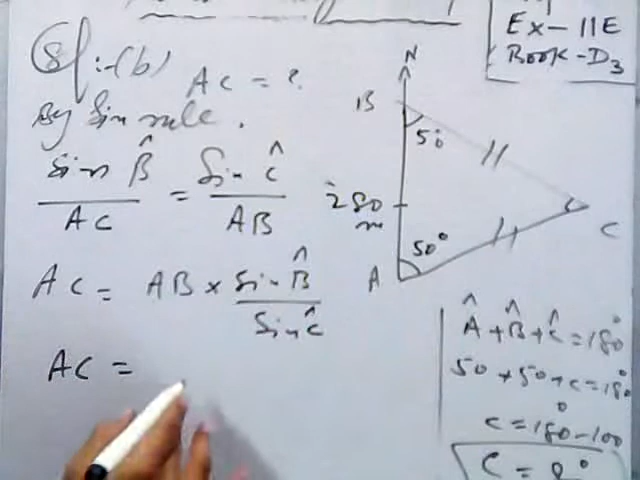 Ex-11E
Book-D3
8:-(b) AC = ?
By Sin rule.
sin B̂ / AC = Sin Ĉ / AB
AC = AB × Sin B̂ / Sin Ĉ
AC =
N
B
50
280
m
50°
A
C
Â + B̂ + Ĉ = 180°
50 + 50 + C = 180°
C = 180° - 100
C =